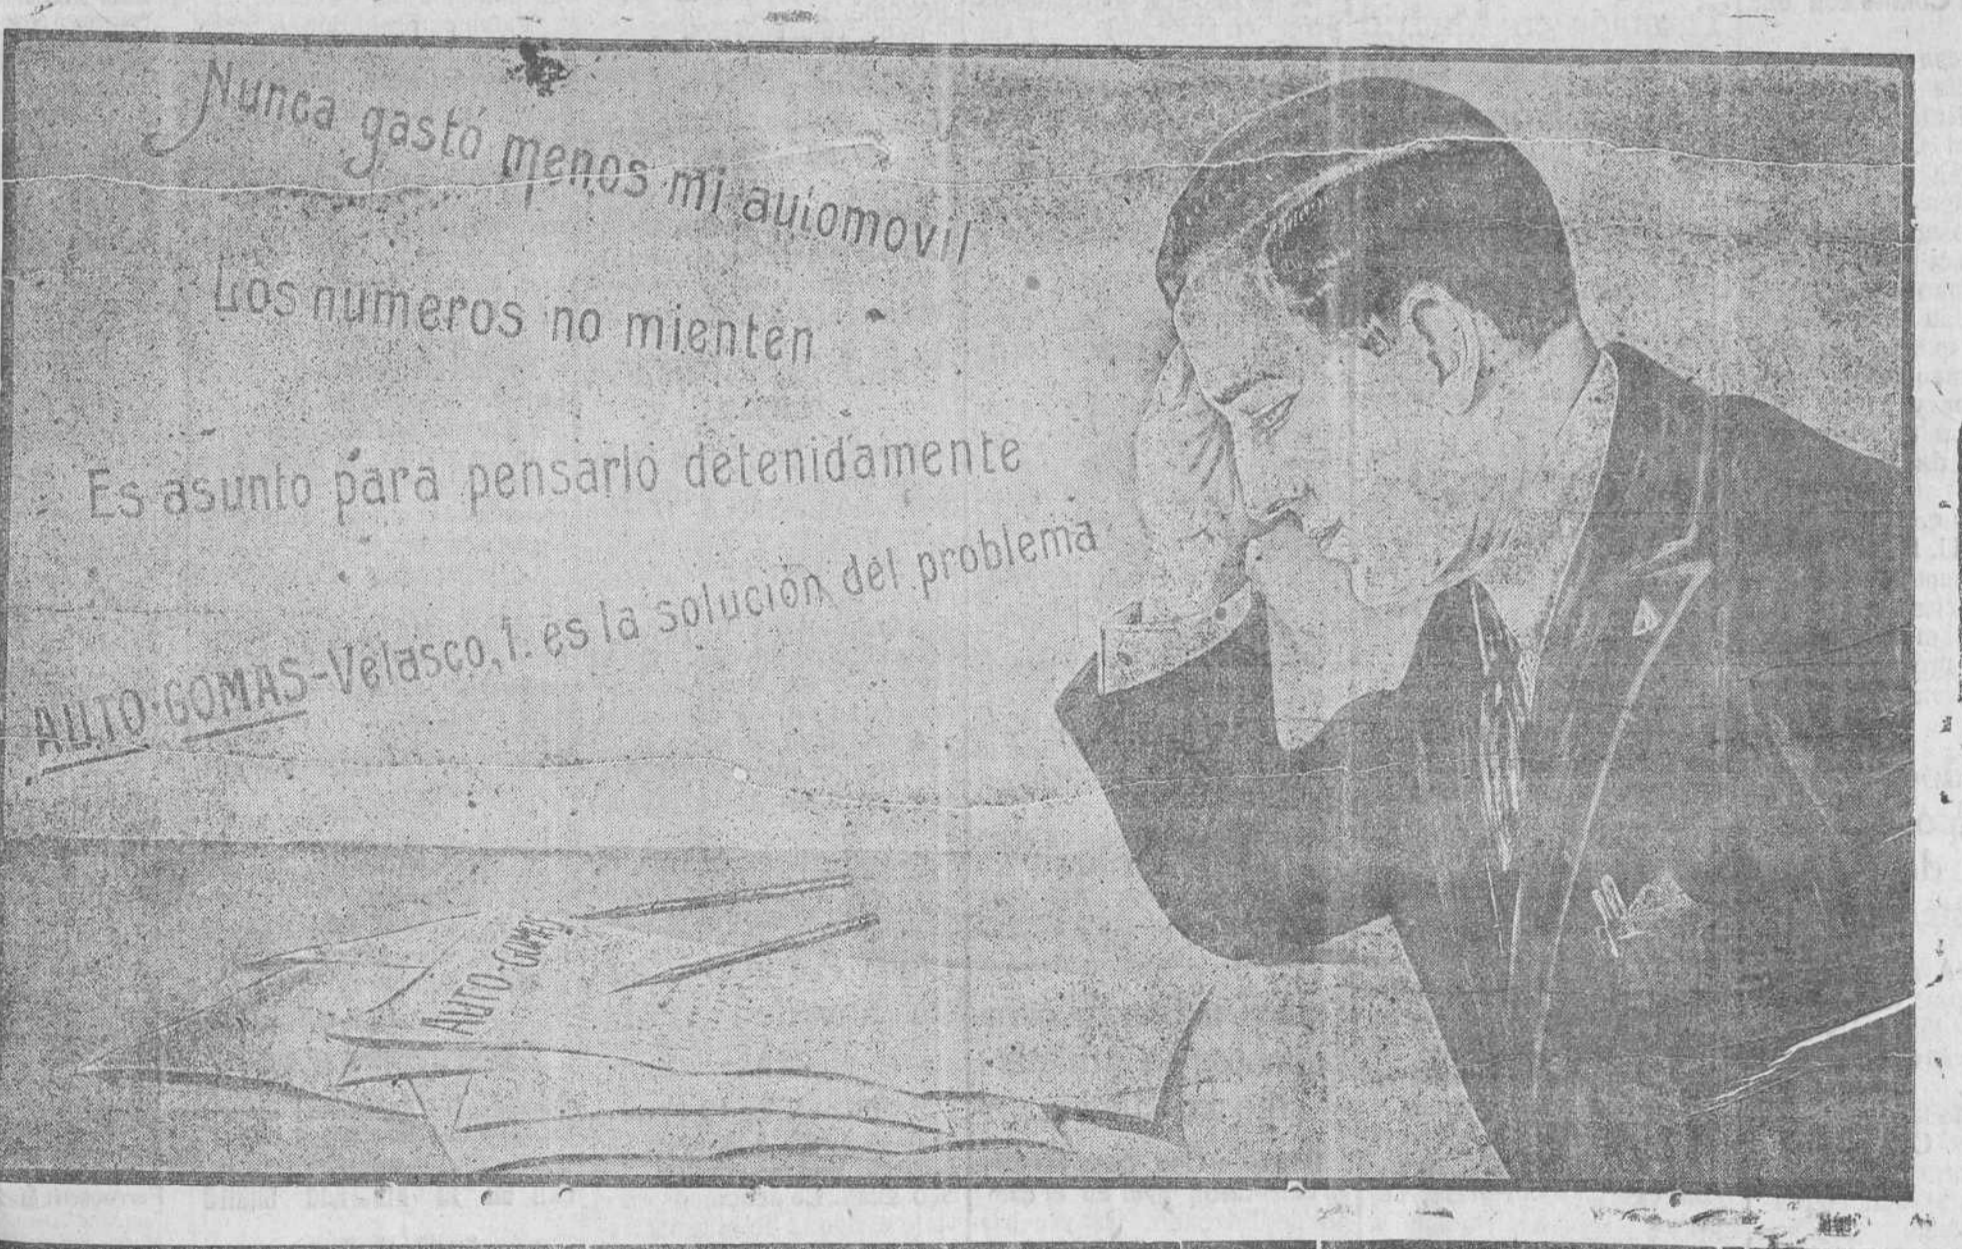 Nunca gastó menos mi automovil
Los numeros no mienten
Es asunto para pensarlo detenidamente
AUTO-GOMAS-Velasco, 1. es la solución del problema
AUTO-GOMAS